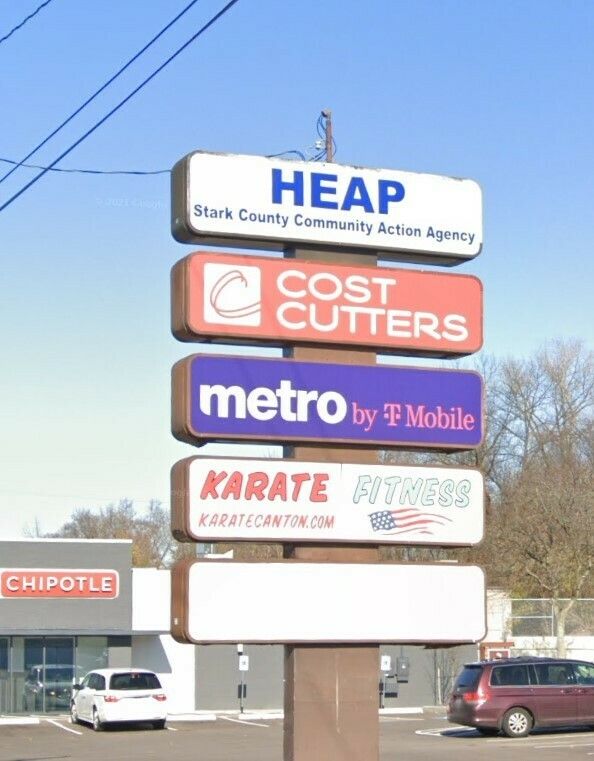 HEAP
Stark County Community Action Agency
COST
CUTTERS
metro by T Mobile
KARATE FITNESS
KARATECANTON.COM
CHIPOTLE